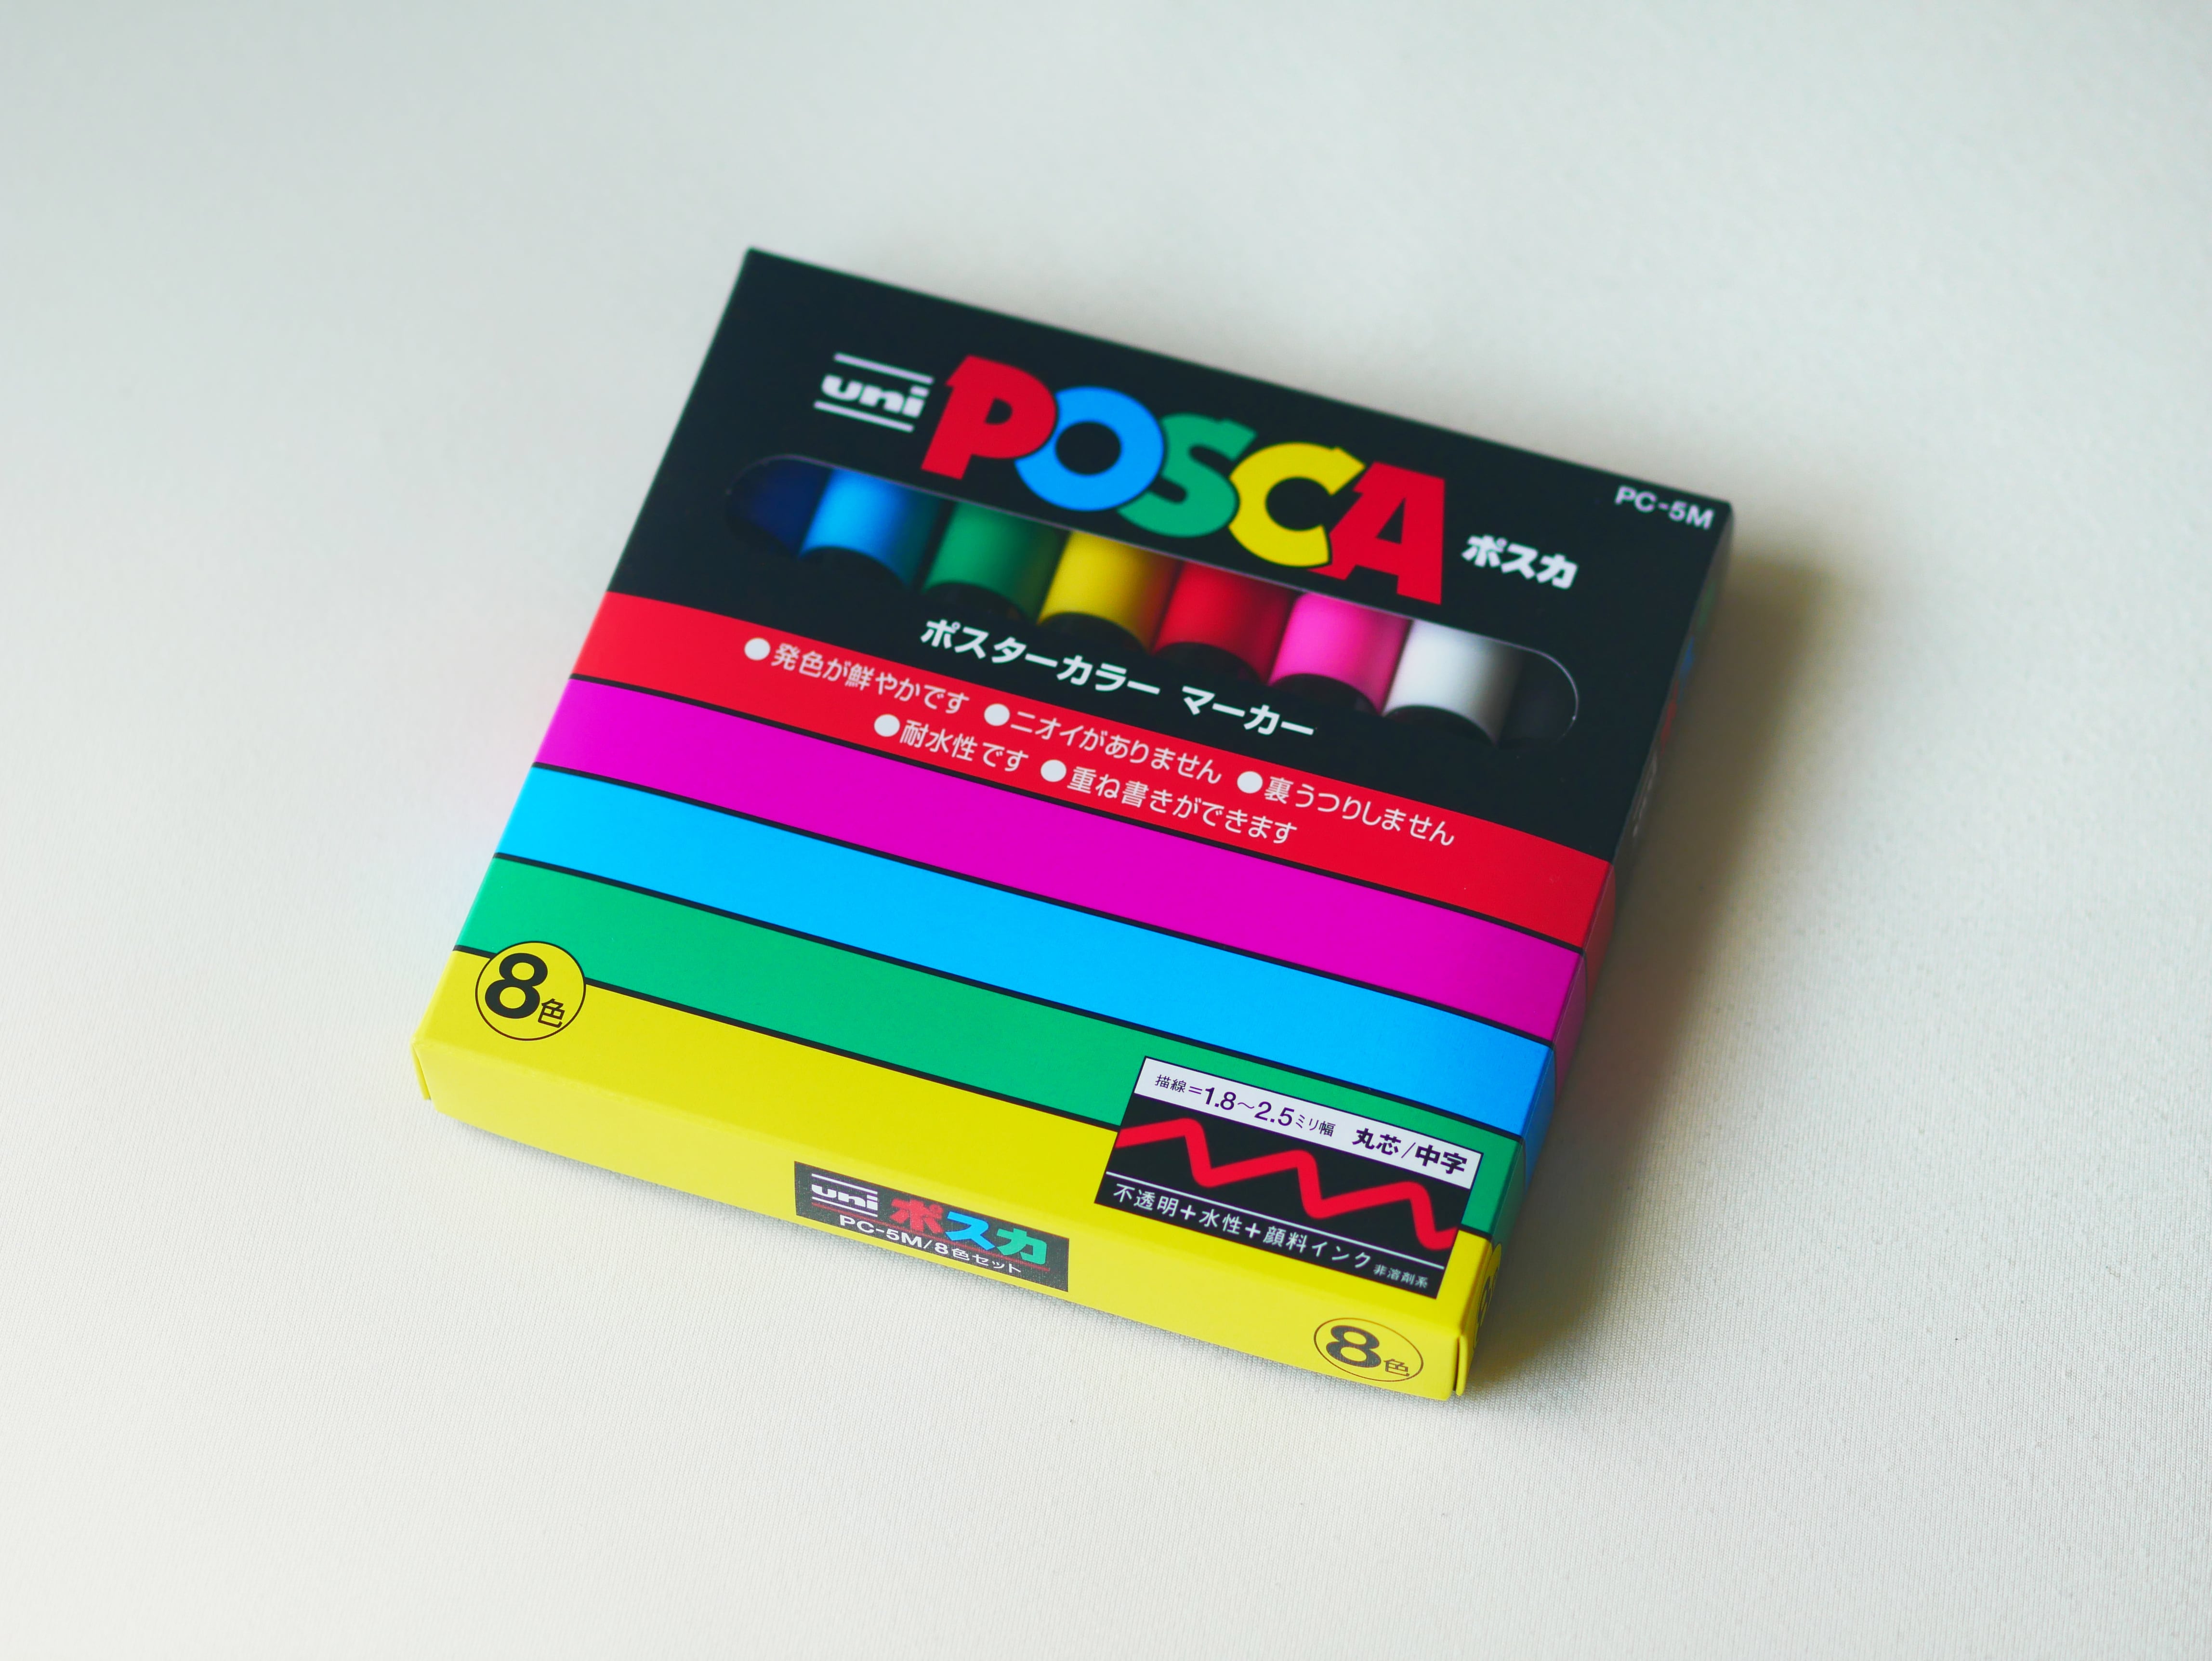 PC-5M
uni POSCA ポスカ
ポスターカラー マーカー
●発色が鮮やかです ●ニオイがありません ●裏うつりしません
●耐水性です ●重ね書きができます
8色
描線=1.8～2.5ミリ幅 丸芯/中字
不透明+水性+顔料インク 非溶剤系
uni ポスカ
PC-5M/8色セット
8色